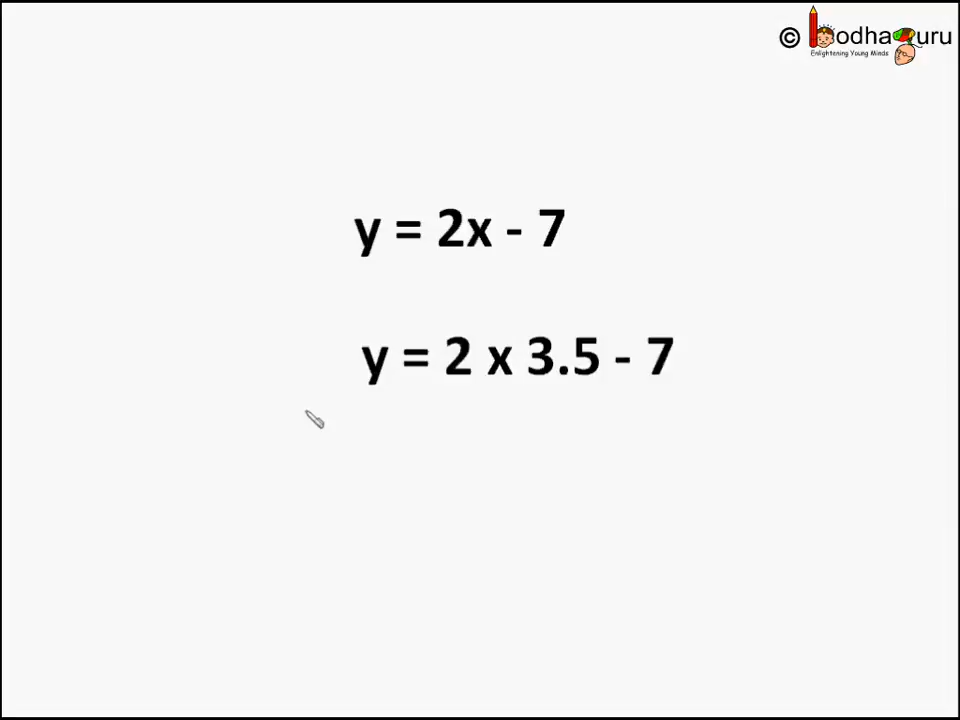 © BodhaGuru
Enlightening Young Minds
y = 2x - 7
y = 2 x 3.5 - 7